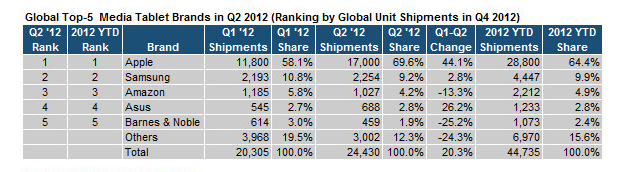 Global Top-5 Media Tablet Brands in Q2 2012 (Ranking by Global Unit Shipments in Q4 2012)
Q2 '12 2012 YTD Q1 '12 Q1 '12 Q2 '12 Q2 '12 Q1-Q2 2012 YTD 2012 YTD
Rank Rank Brand Shipments Share Shipments Share Change Shipments Share
1 1 Apple 11,800 58.1% 17,000 69.6% 44.1% 28,800 64.4%
2 2 Samsung 2,193 10.8% 2,254 9.2% 2.8% 4,447 9.9%
3 3 Amazon 1,185 5.8% 1,027 4.2% -13.3% 2,212 4.9%
4 4 Asus 545 2.7% 688 2.8% 26.2% 1,233 2.8%
5 5 Barnes & Noble 614 3.0% 459 1.9% -25.2% 1,073 2.4%
Others 3,968 19.5% 3,002 12.3% -24.3% 6,970 15.6%
Total 20,305 100.0% 24,430 100.0% 20.3% 44,735 100.0%